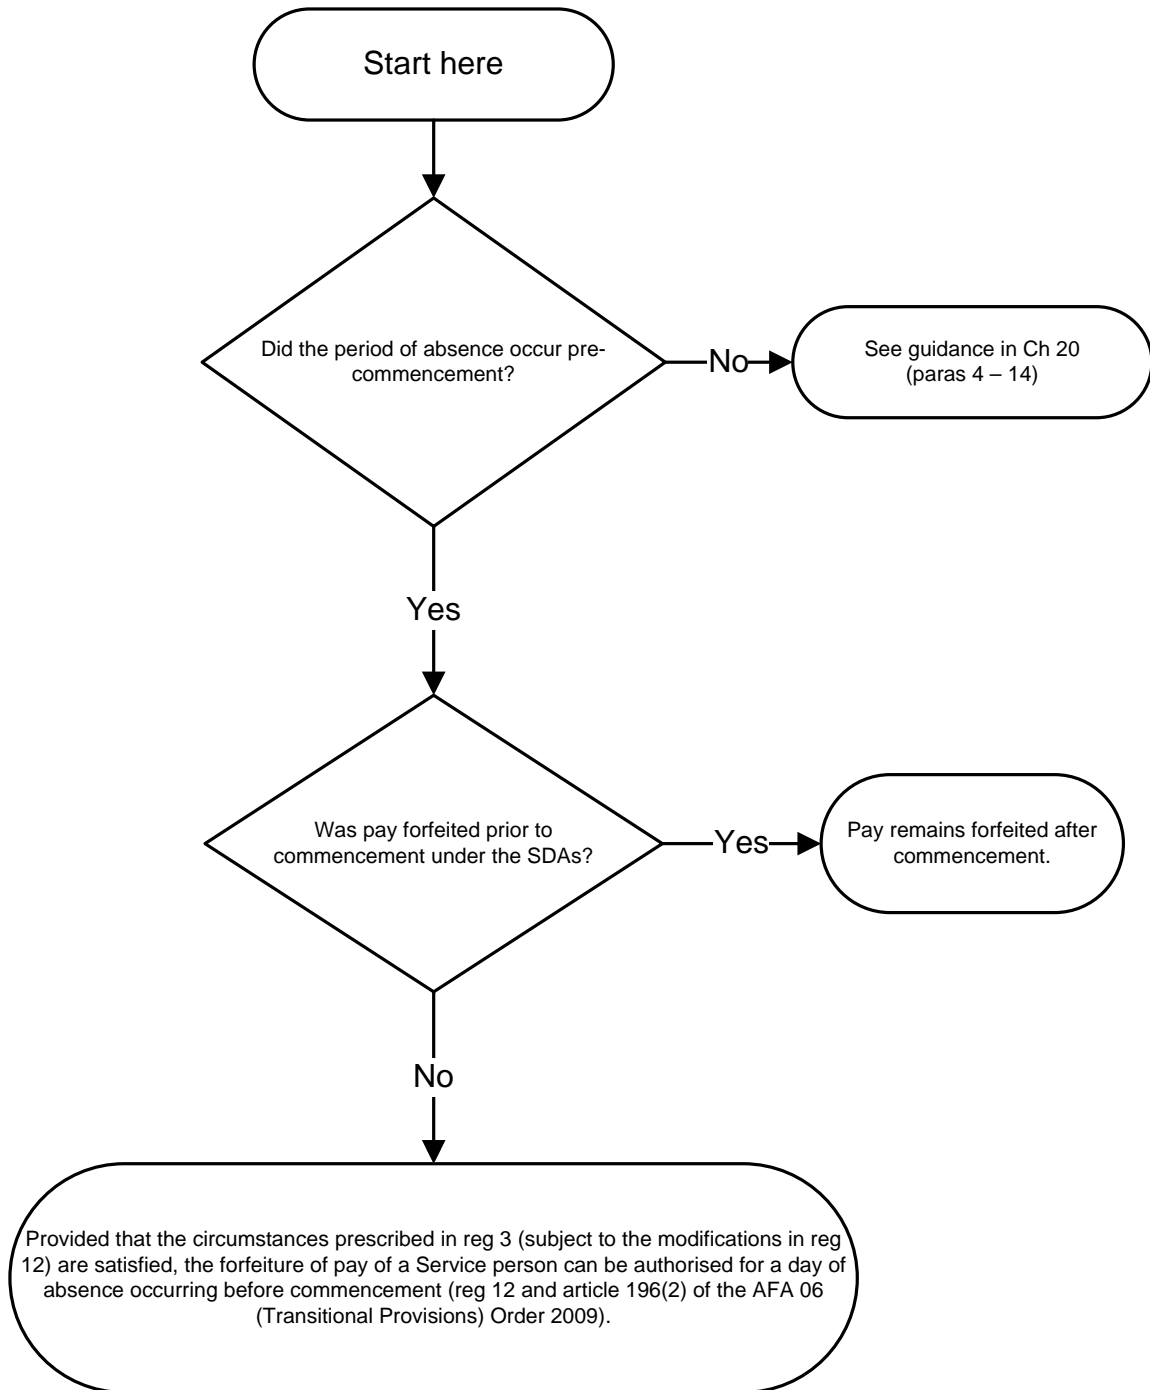 Start here
Did the period of absence occur pre-
commencement?
No
See guidance in Ch 20
(paras 4 – 14)
Yes
Was pay forfeited prior to
commencement under the SDAs?
Yes
Pay remains forfeited after
commencement.
No
Provided that the circumstances prescribed in reg 3 (subject to the modifications in reg
12) are satisfied, the forfeiture of pay of a Service person can be authorised for a day of
absence occurring before commencement (reg 12 and article 196(2) of the AFA 06
(Transitional Provisions) Order 2009).